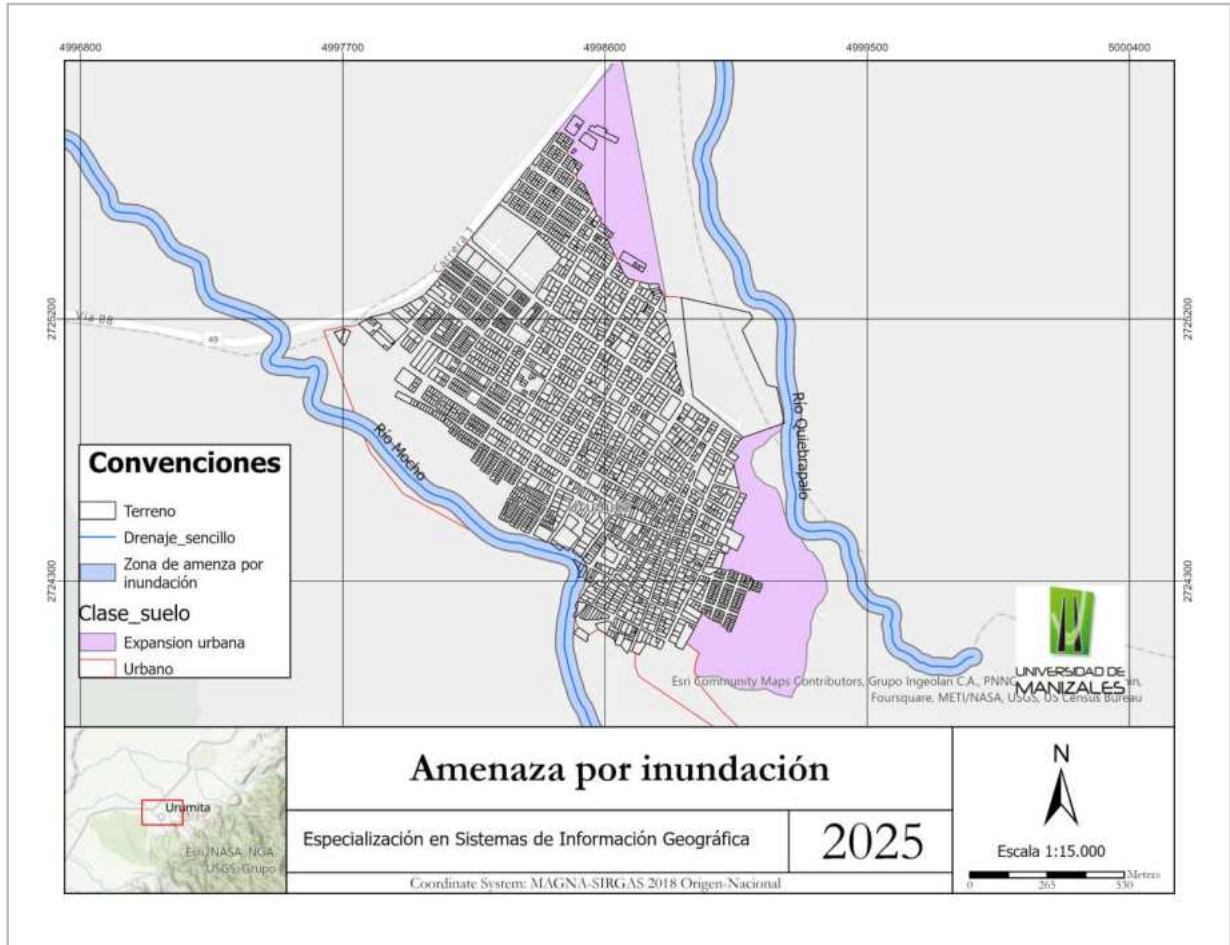 4996800 4997700 4998600 4999500 5000400
Carrera 1
2725200
2725200
Vía BB
49
Río Mocho
Río Quiebrapalo
Convenciones
Terreno
Drenaje_sencillo
Zona de amenza por
inundación
Clase_suelo
Expansion urbana
Urbano
2724300
2724300
UNIVERSIDAD DE
MANIZALES
Esri Community Maps Contributors, Grupo Ingeolan C.A., PNNC
Foursquare, METI/NASA, USGS, US Census Bureau
Urumita
Esri, NASA, NGA,
USGS, Grupo
Amenaza por inundación
Especialización en Sistemas de Información Geográfica
2025
Coordinate System: MAGNA-SIRGAS 2018 Origen-Nacional
N
Escala 1:15.000
Meters
0 265 530